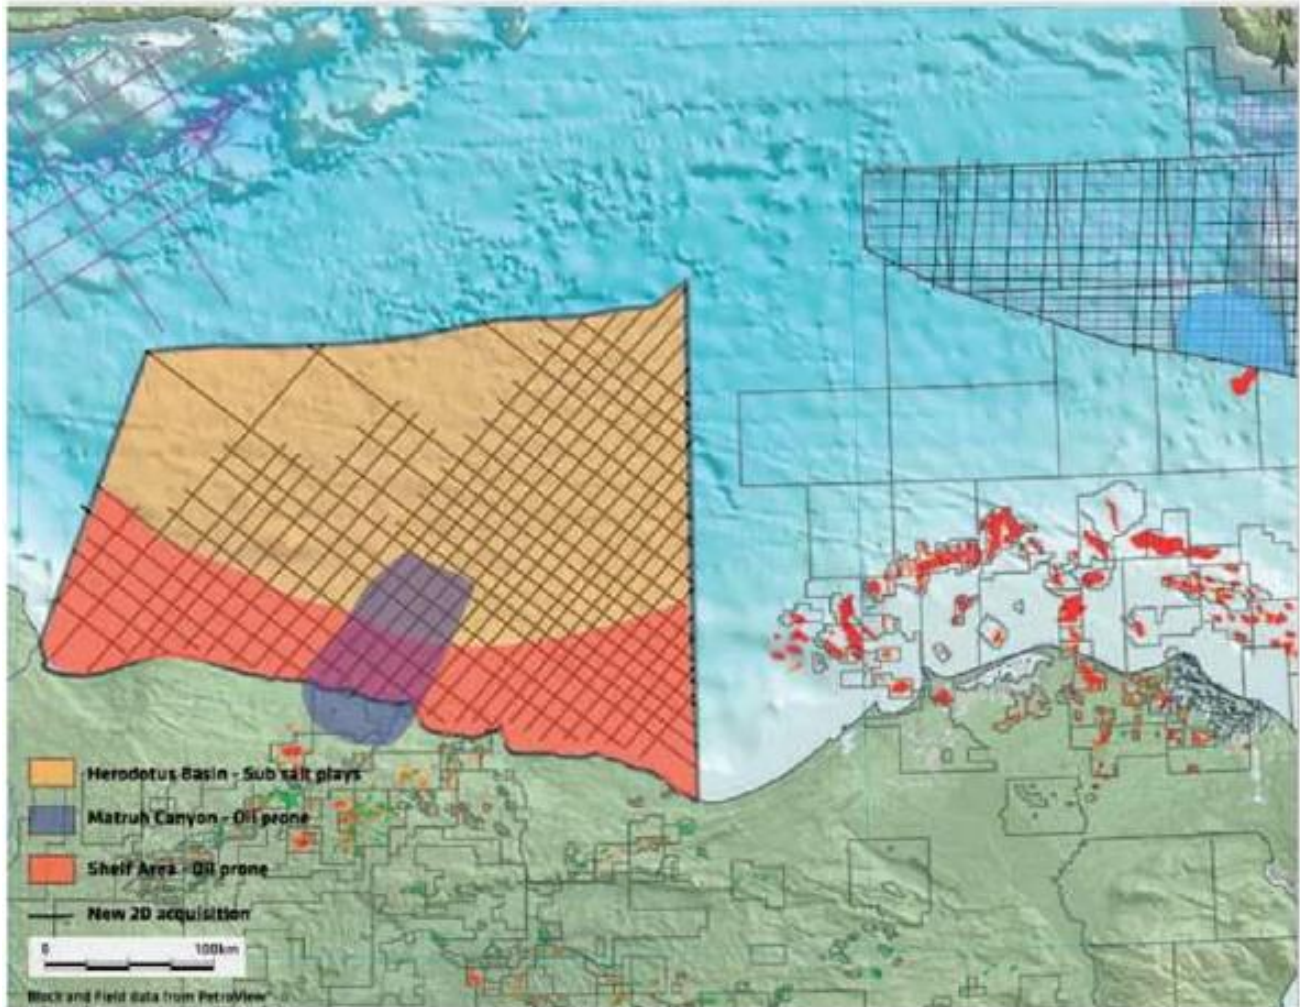 N
Herodotus Basin - Sub salt plays
Matruh Canyon - Oil prone
Shelf Area - Oil prone
New 2D acquisition
0 100km
Block and Field data from PetroView